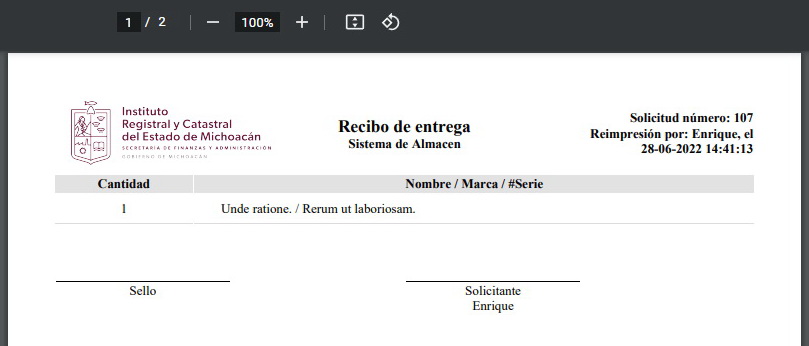 1 / 2
100%
Instituto
Registral y Catastral
del Estado de Michoacán
SECRETARÍA DE FINANZAS Y ADMINISTRACIÓN
GOBIERNO DE MICHOACÁN
Recibo de entrega
Sistema de Almacen
Solicitud número: 107
Reimpresión por: Enrique, el
28-06-2022 14:41:13
Cantidad Nombre / Marca / #Serie
1 Unde ratione. / Rerum ut laboriosam.
Sello
Solicitante
Enrique